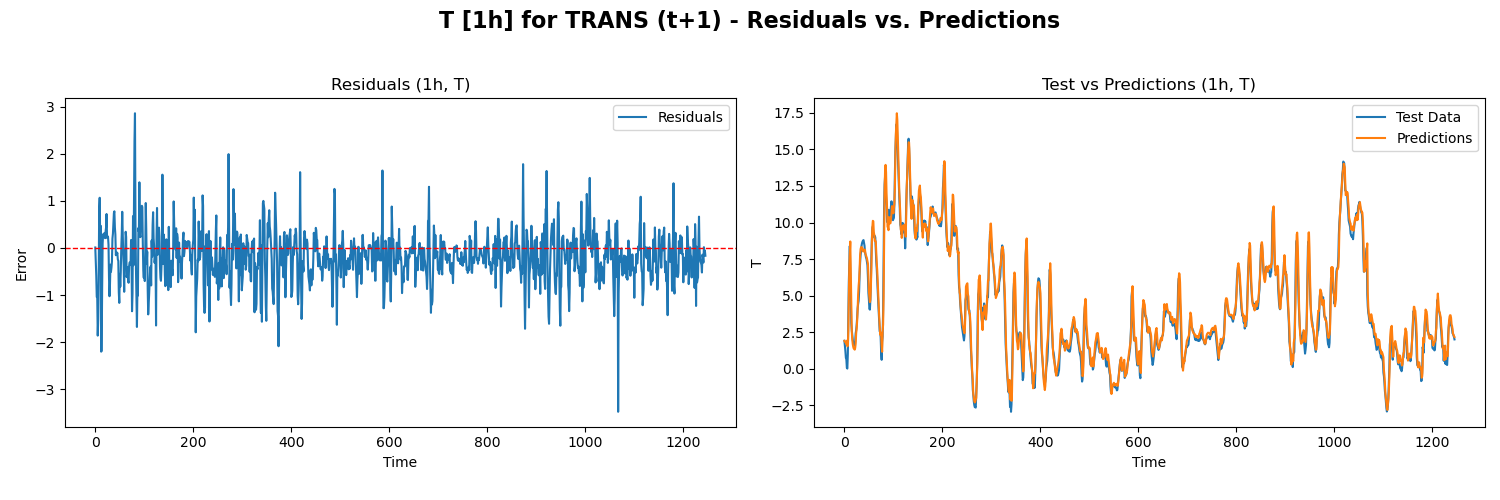 T [1h] for TRANS (t+1) - Residuals vs. Predictions
Residuals (1h, T)
Residuals
Error
3
2
1
0
−1
−2
−3
0 200 400 600 800 1000 1200
Time
Test vs Predictions (1h, T)
Test Data
Predictions
T
17.5
15.0
12.5
10.0
7.5
5.0
2.5
0.0
−2.5
0 200 400 600 800 1000 1200
Time